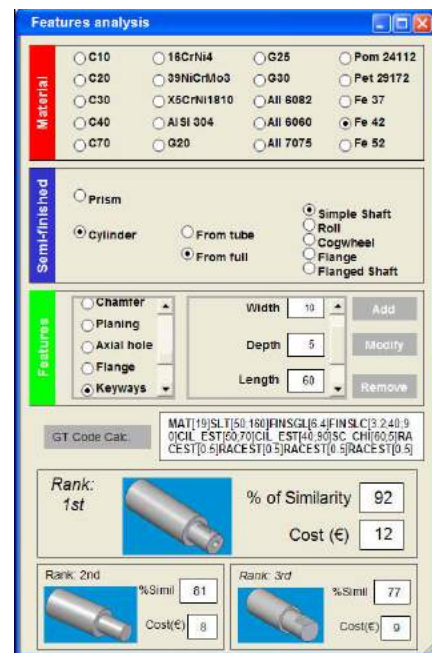 Features analysis
Material
C10
16CrNi4
G25
Pom 24112
C20
39NiCrMo3
G30
Pet 29172
C30
X5CrNi1810
All 6082
Fe 37
C40
AISI 304
All 6060
Fe 42
C70
G20
All 7075
Fe 52
Semi-finished
Prism
Cylinder
From tube
From full
Simple Shaft
Roll
Cogwheel
Flange
Flanged Shaft
Features
Chamfer
Planing
Axial hole
Flange
Keyways
Width 10
Depth 5
Length 60
Add
Modify
Remove
GT Code Calc.
MAT[19]SLT[50;160]FINSGL[6.4]FINSLC[3.2;40;9
0]CIL_EST[50;70]CIL_EST[40;90]SC_CHI[60;5]RA
CEST[0.5]RACEST[0.5]RACEST[0.5]RACEST[0.5]
Rank:
1st
% of Similarity 92
Cost (€) 12
Rank: 2nd
%Simil 81
Cost(€) 8
Rank: 3rd
%Simil 77
Cost(€) 9